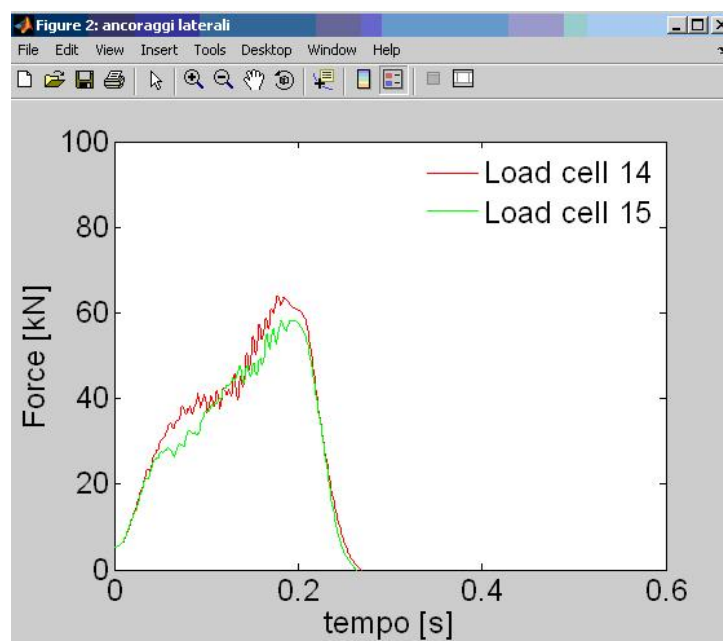 Figure 2: ancoraggi laterali
File Edit View Insert Tools Desktop Window Help
100
80
60
40
20
0
Force [kN]
Load cell 14
Load cell 15
0 0.2 0.4 0.6
tempo [s]